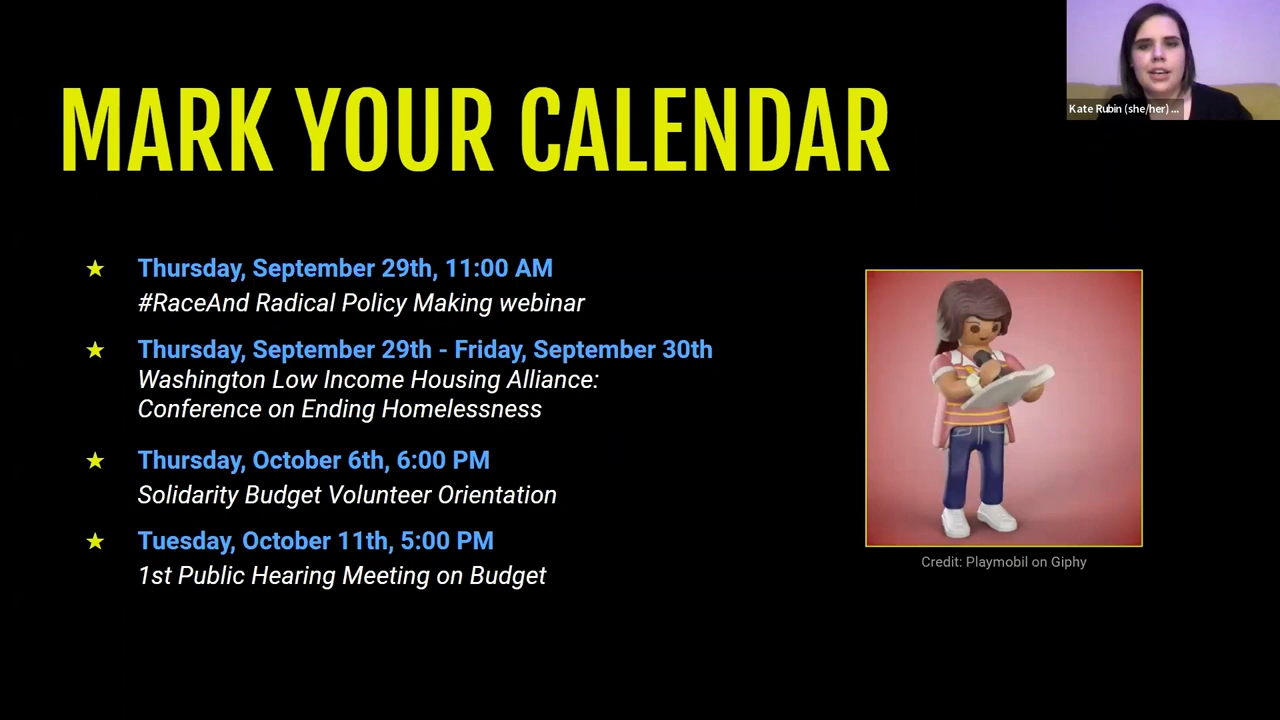 MARK YOUR CALENDAR
Kate Rubin (she/her) ...
★ Thursday, September 29th, 11:00 AM
#RaceAnd Radical Policy Making webinar
★ Thursday, September 29th - Friday, September 30th
Washington Low Income Housing Alliance:
Conference on Ending Homelessness
★ Thursday, October 6th, 6:00 PM
Solidarity Budget Volunteer Orientation
★ Tuesday, October 11th, 5:00 PM
1st Public Hearing Meeting on Budget
Credit: Playmobil on Giphy